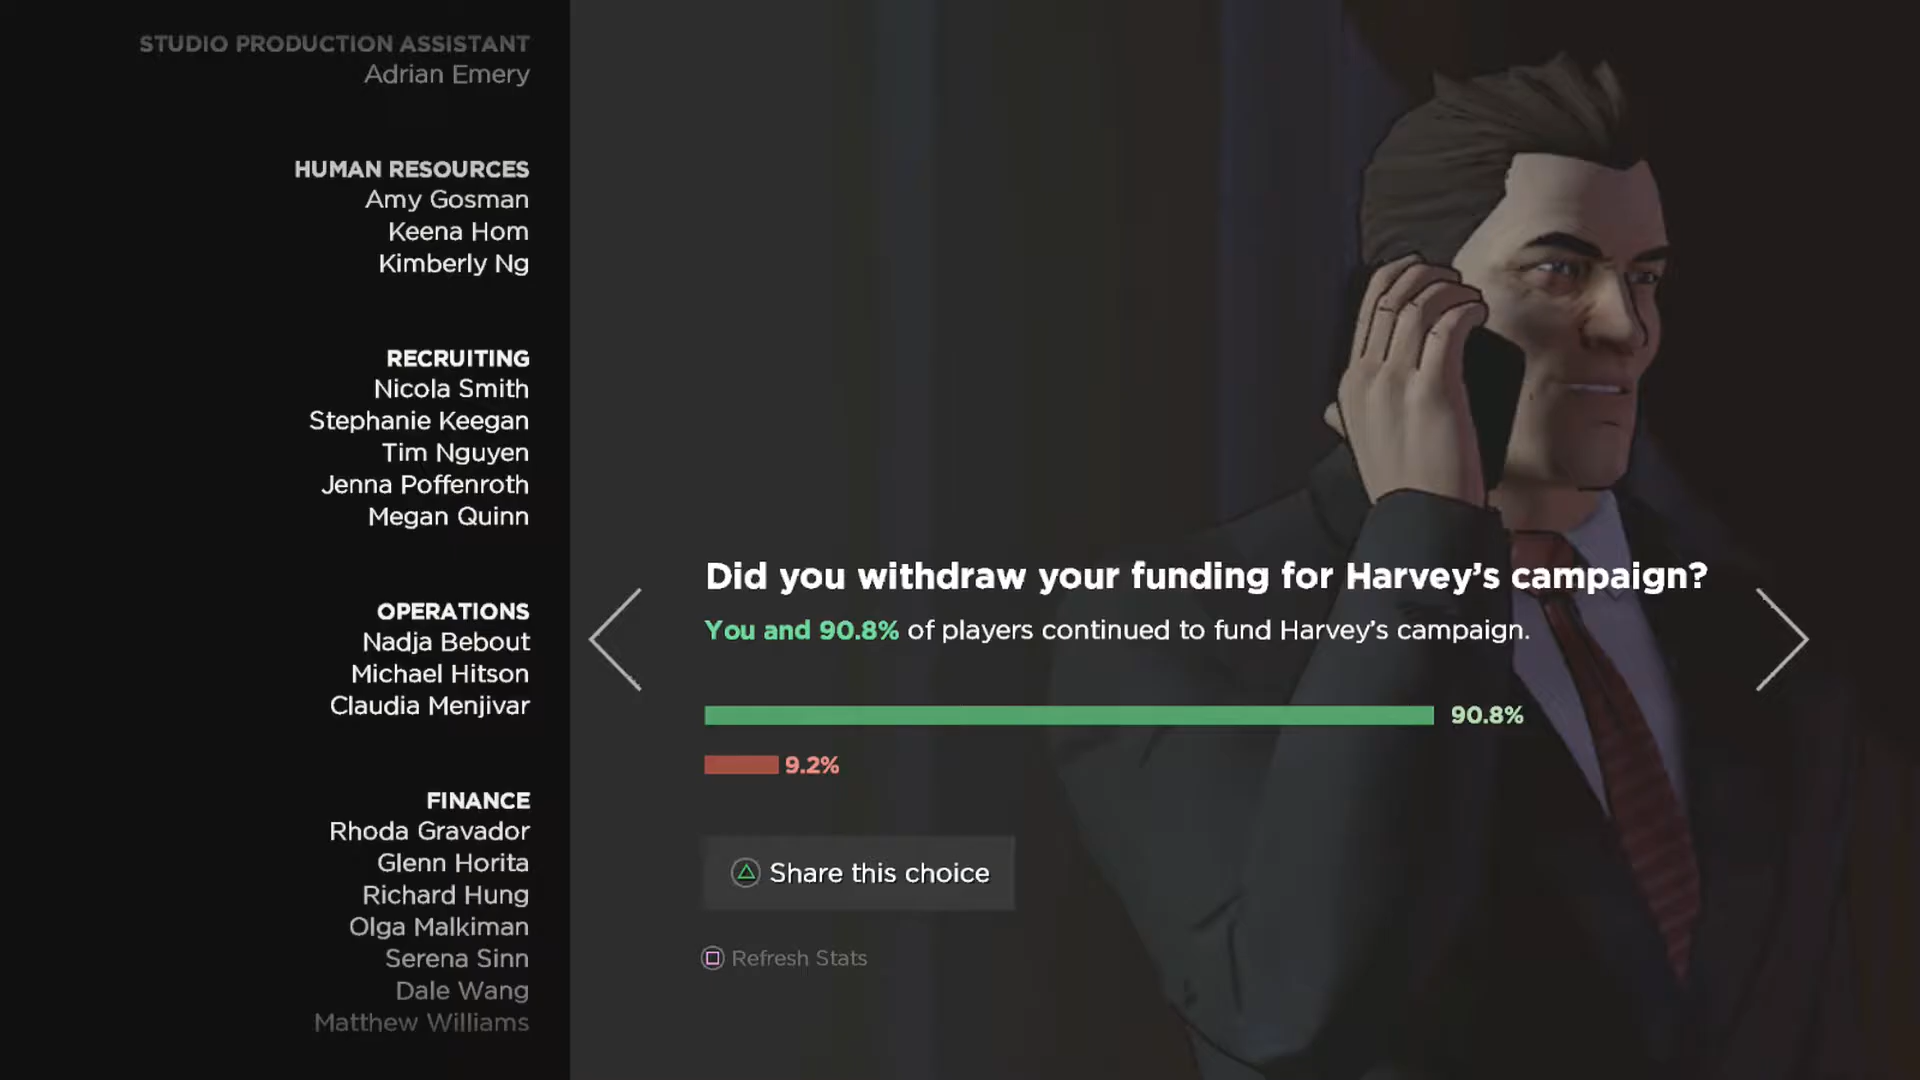 STUDIO PRODUCTION ASSISTANT
Adrian Emery
HUMAN RESOURCES
Amy Gosman
Keena Hom
Kimberly Ng
RECRUITING
Nicola Smith
Stephanie Keegan
Tim Nguyen
Jenna Poffenroth
Megan Quinn
OPERATIONS
Nadja Bebout
Michael Hitson
Claudia Menjivar
FINANCE
Rhoda Gravador
Glenn Horita
Richard Hung
Olga Malkiman
Serena Sinn
Dale Wang
Matthew Williams
Did you withdraw your funding for Harvey's campaign?
You and 90.8% of players continued to fund Harvey's campaign.
90.8%
9.2%
Share this choice
Refresh Stats